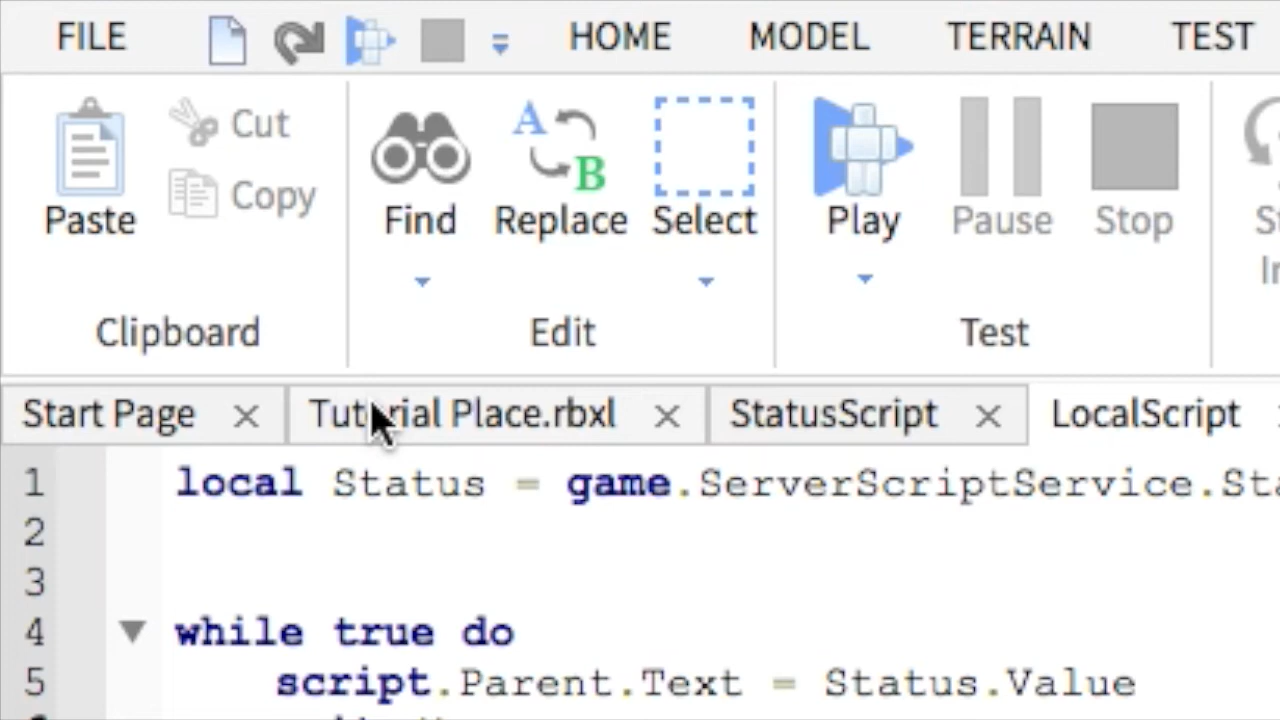 FILE HOME MODEL TERRAIN TEST
Cut
Copy
Paste Find Replace Select Play Pause Stop
Clipboard Edit Test
Start Page Tutorial Place.rbxl StatusScript LocalScript
1 local Status = game.ServerScriptService.Sta
2
3
4 while true do
5 script.Parent.Text = Status.Value